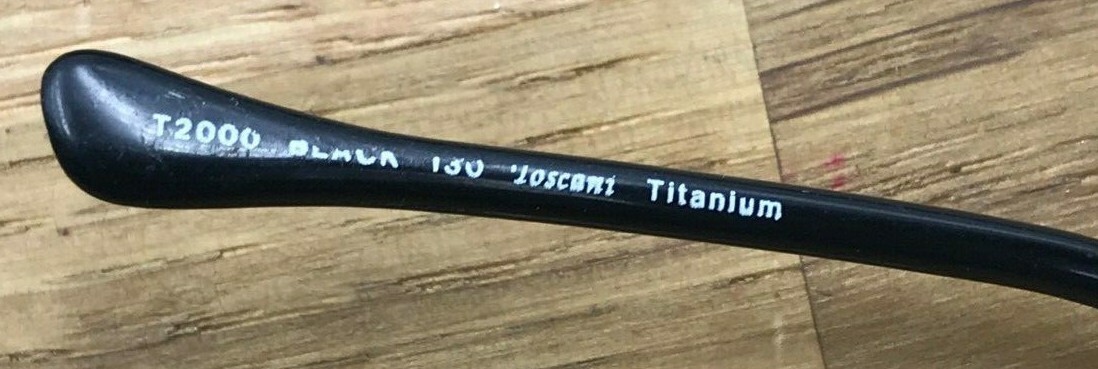 T2000 BLACK 130 Toscani Titanium